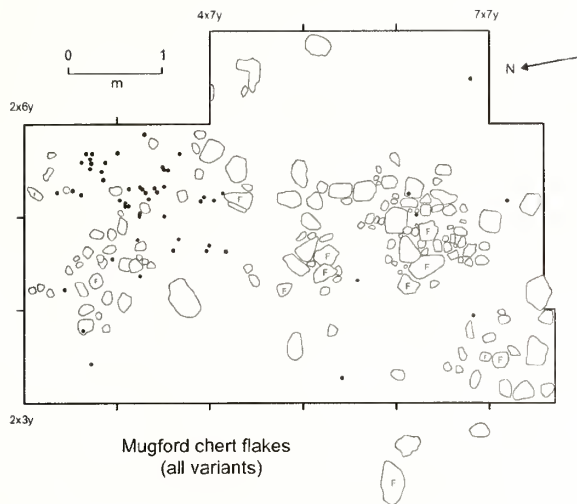 4x7y
7x7y
0 1
m
N
2x6y
F
F
F
F
F
F
F
F
2x3y
Mugford chert flakes
(all variants)
F